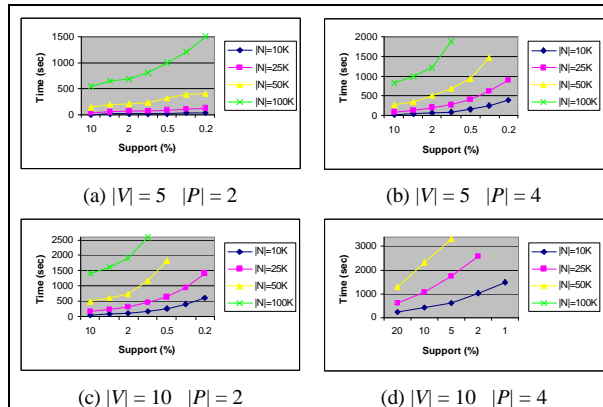 1500
1000
500
0
Time (sec)
10 2 0.5 0.2
Support (%)
|N|=10K
|N|=25K
|N|=50K
|N|=100K
(a) |V| = 5 |P| = 2
2000
1500
1000
500
0
Time (sec)
10 2 0.5 0.2
Support (%)
|N|=10K
|N|=25K
|N|=50K
|N|=100K
(b) |V| = 5 |P| = 4
2500
2000
1500
1000
500
0
Time (sec)
10 2 0.5 0.2
Support (%)
|N|=10K
|N|=25K
|N|=50K
|N|=100K
(c) |V| = 10 |P| = 2
3000
2000
1000
0
Time (sec)
20 10 5 2 1
Support (%)
|N|=10K
|N|=25K
|N|=50K
|N|=100K
(d) |V| = 10 |P| = 4